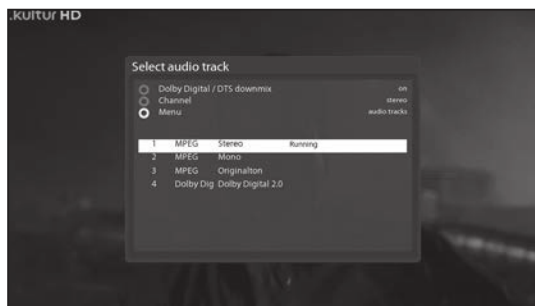 .kultur HD
Select audio track
Dolby Digital / DTS downmix on
Channel stereo
Menu audio tracks
1 MPEG Stereo Running
2 MPEG Mono
3 MPEG Originalton
4 Dolby Dig Dolby Digital 2.0